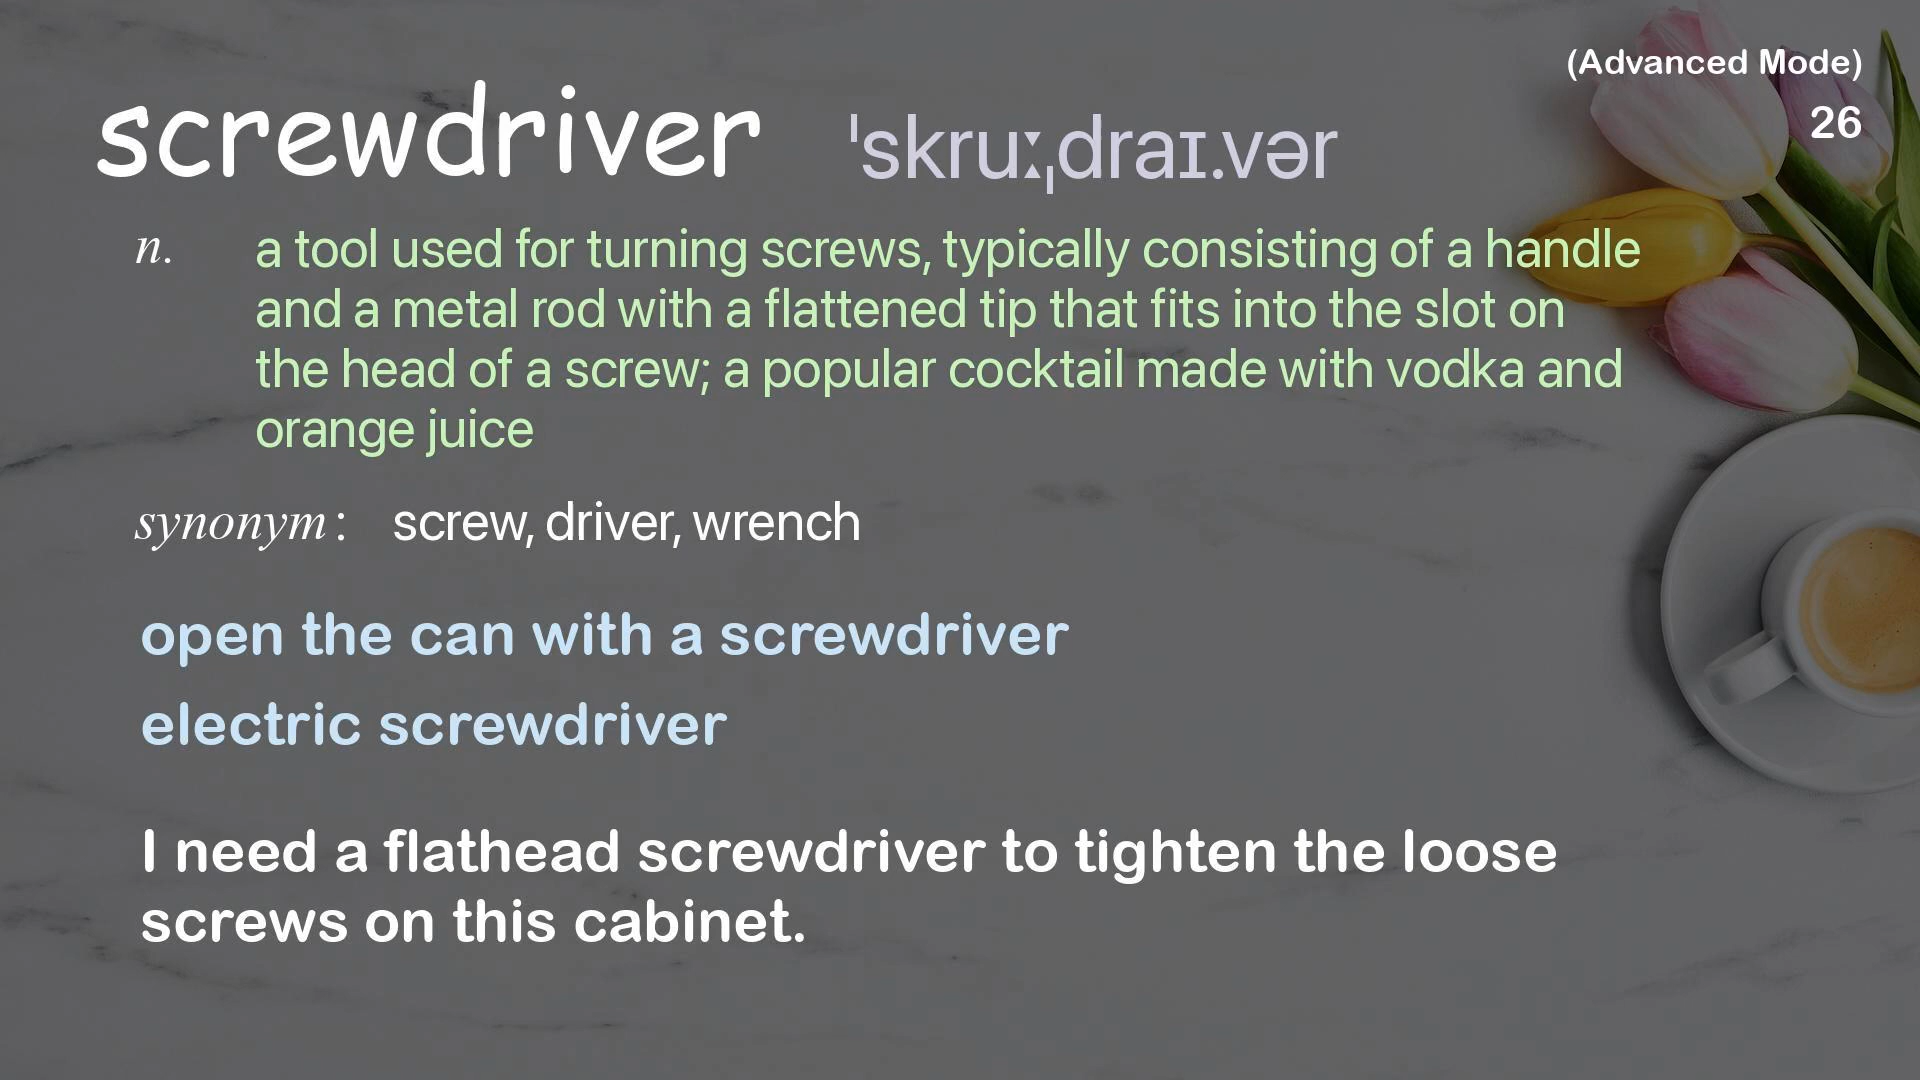 (Advanced Mode)
screwdriver ˈskruːˌdraɪ.vər
26
n. a tool used for turning screws, typically consisting of a handle
and a metal rod with a flattened tip that fits into the slot on
the head of a screw; a popular cocktail made with vodka and
orange juice
synonym: screw, driver, wrench
open the can with a screwdriver
electric screwdriver
I need a flathead screwdriver to tighten the loose
screws on this cabinet.